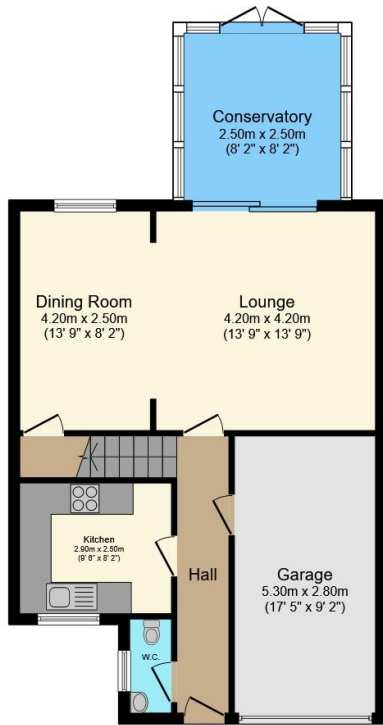 Conservatory
2.50m x 2.50m
(8' 2" x 8' 2")
Dining Room
4.20m x 2.50m
(13' 9" x 8' 2")
Lounge
4.20m x 4.20m
(13' 9" x 13' 9")
Kitchen
2.90m x 2.50m
(9' 6" x 8' 2")
Hall
Garage
5.30m x 2.80m
(17' 5" x 9' 2")
W.C.